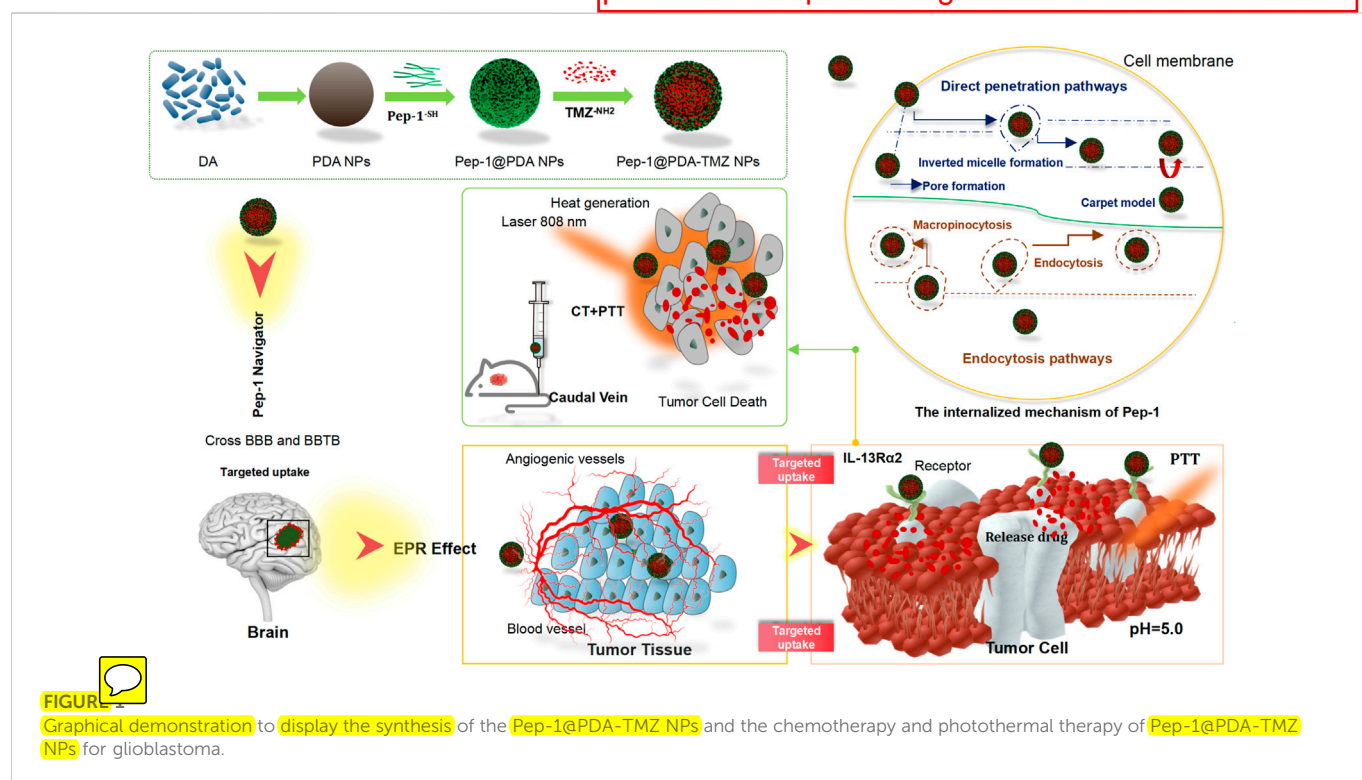 Cell membrane
Direct penetration pathways
Pep-1-SH
TMZ-NH2
DA
PDA NPs
Pep-1@PDA NPs
Pep-1@PDA-TMZ NPs
Inverted micelle formation
Pore formation
Carpet model
Macropinocytosis
Endocytosis
Endocytosis pathways
The internalized mechanism of Pep-1
Heat generation
Laser 808 nm
CT+PTT
Caudal Vein
Tumor Cell Death
Pep-1 Navigator
Cross BBB and BBTB
Targeted uptake
Brain
EPR Effect
Angiogenic vessels
Blood vessel
Tumor Tissue
Targeted
uptake
Targeted
uptake
IL-13Rα2
Receptor
PTT
Release drug
pH=5.0
Tumor Cell
FIGURE 1
Graphical demonstration to display the synthesis of the Pep-1@PDA-TMZ NPs and the chemotherapy and photothermal therapy of Pep-1@PDA-TMZ
NPs for glioblastoma.